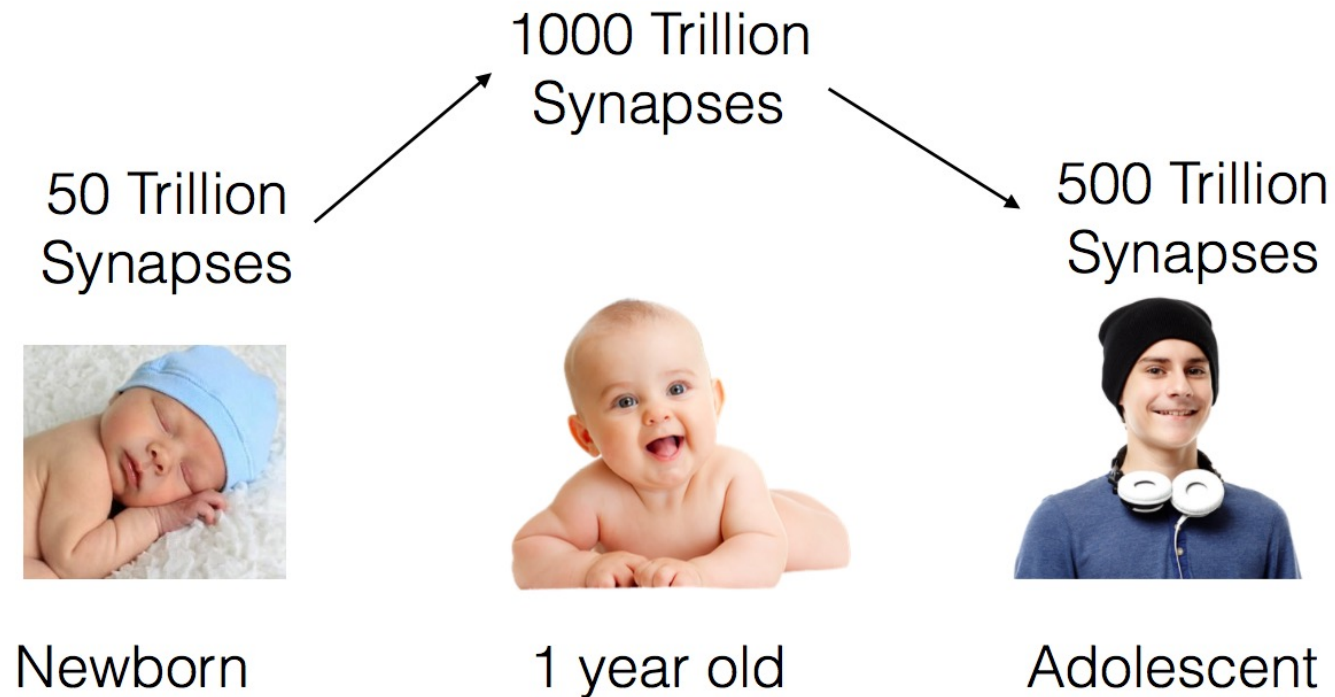 1000 Trillion
Synapses
50 Trillion
Synapses
500 Trillion
Synapses
Newborn
1 year old
Adolescent